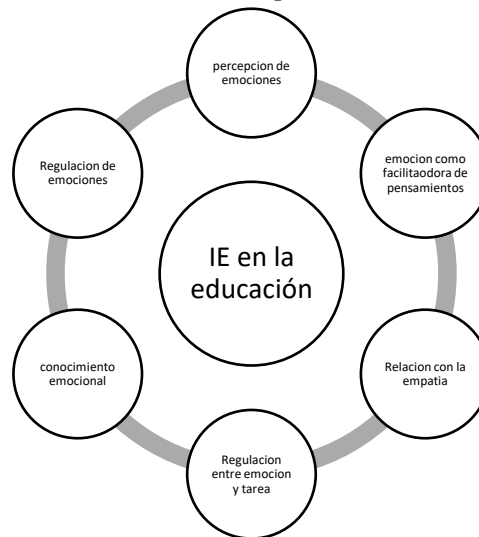 percepcion de
emociones
emocion como
facilitaodora de
pensamientos
Relacion con la
empatia
Regulacion
entre emocion
y tarea
conocimiento
emocional
Regulacion de
emociones
IE en la
educación